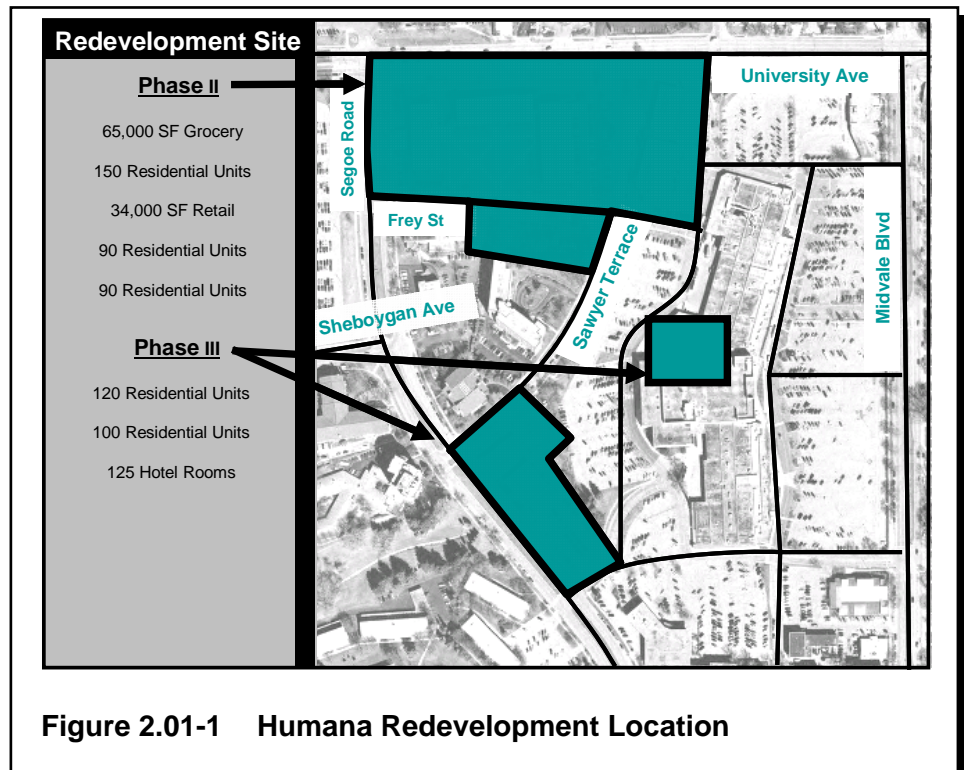 Redevelopment Site
Phase II
65,000 SF Grocery
150 Residential Units
34,000 SF Retail
90 Residential Units
90 Residential Units
Phase III
120 Residential Units
100 Residential Units
125 Hotel Rooms
University Ave
Segoe Road
Frey St
Sawyer Terrace
Midvale Blvd
Sheboygan Ave
Figure 2.01-1 Humana Redevelopment Location